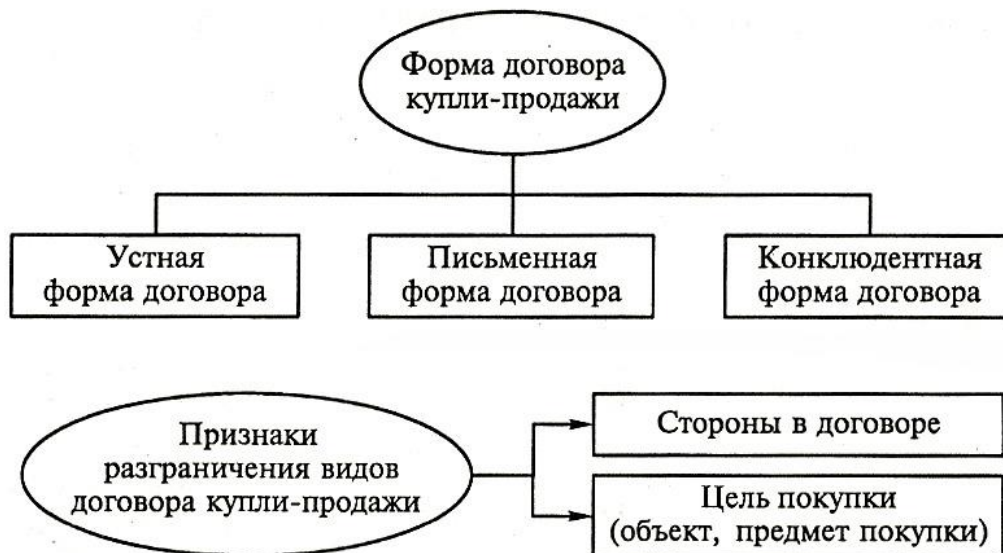 Форма договора
купли-продажи
Устная
форма договора
Письменная
форма договора
Конклюдентная
форма договора
Признаки
разграничения видов
договора купли-продажи
Стороны в договоре
Цель покупки
(объект, предмет покупки)